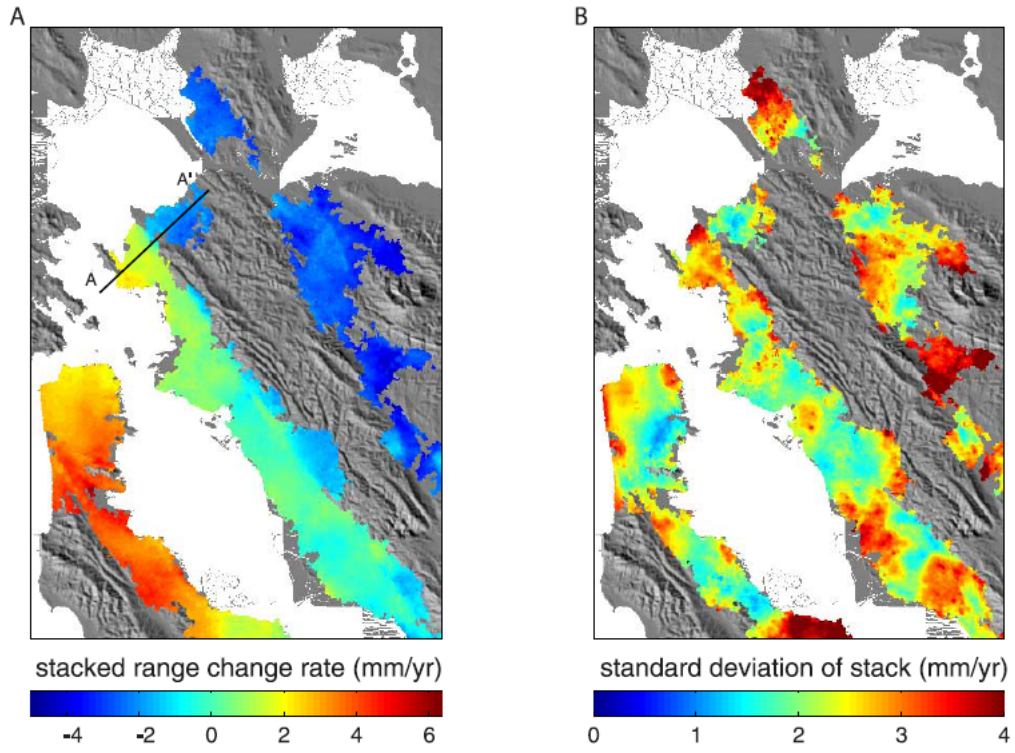 A
B
A'
A
stacked range change rate (mm/yr)
standard deviation of stack (mm/yr)
-4 -2 0 2 4 6
0 1 2 3 4